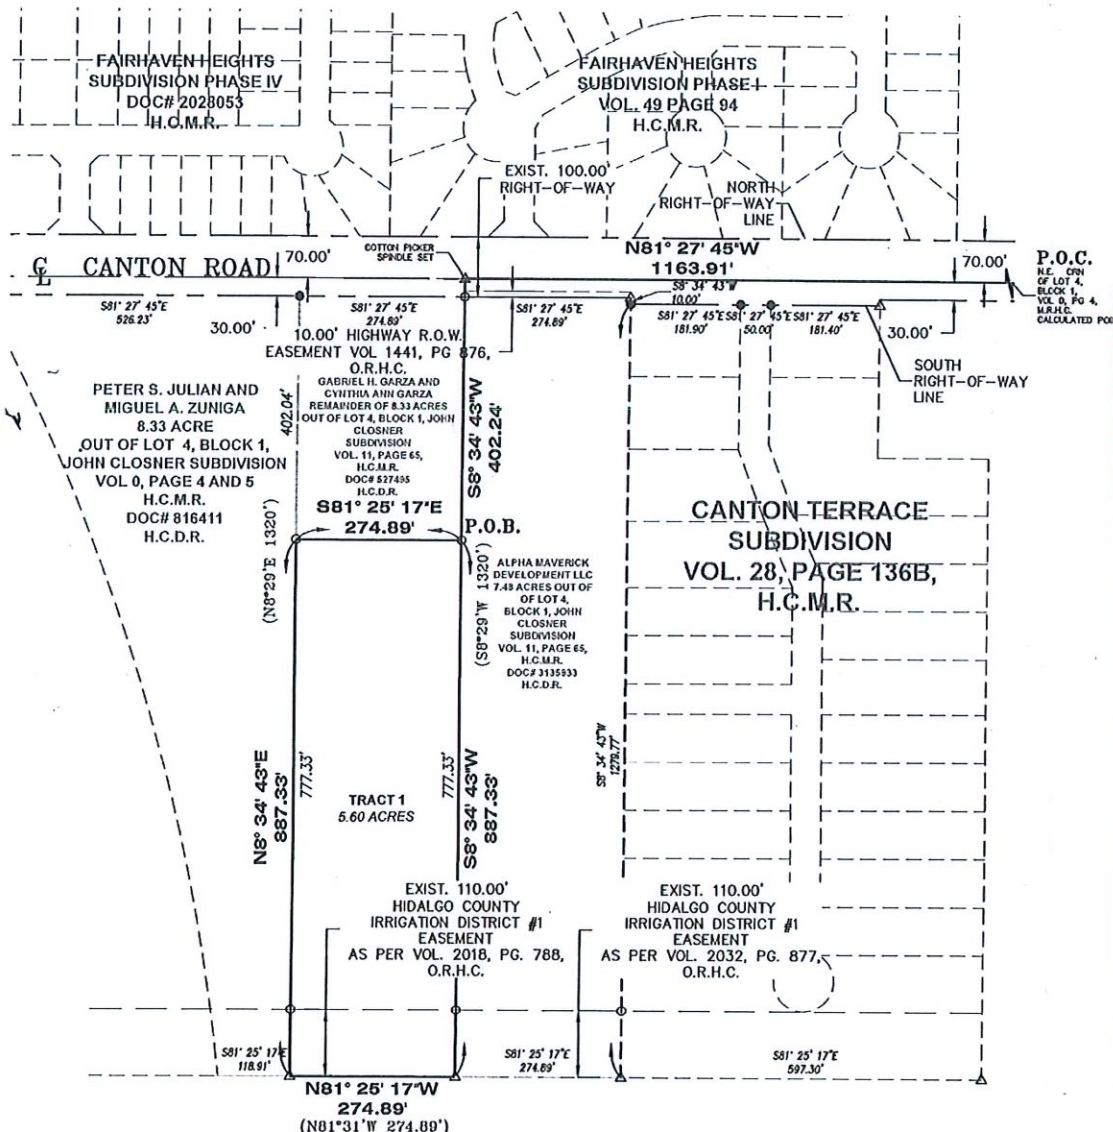 FAIRHAVEN HEIGHTS
SUBDIVISION PHASE IV
DOC# 2028053
H.C.M.R.
FAIRHAVEN HEIGHTS
SUBDIVISION PHASE I
VOL. 49 PAGE 94
H.C.M.R.
EXIST. 100.00'
RIGHT-OF-WAY
NORTH
RIGHT-OF-WAY
LINE
COTTON PICKER
SPINDLE SET
N81° 27' 45"W
1163.91'
70.00'
70.00'
P.O.C.
N.E. CRN
OF LOT 4,
BLOCK 1,
VOL 0, PG 4,
M.R.H.C.
CALCULATED
℄ CANTON ROAD
S8° 34' 43"W
10.00'
S81° 27' 45"E
526.23'
S81° 27' 45"E
274.89'
S81° 27' 45"E
274.89'
S81° 27' 45"E
181.90'
S81° 27' 45"E
50.00'
S81° 27' 45"E
181.40'
30.00'
30.00'
10.00' HIGHWAY R.O.W.
EASEMENT VOL 1441, PG 876,
O.R.H.C.
SOUTH
RIGHT-OF-WAY
LINE
PETER S. JULIAN AND
MIGUEL A. ZUNIGA
8.33 ACRE
OUT OF LOT 4, BLOCK 1,
JOHN CLOSNER SUBDIVISION
VOL 0, PAGE 4 AND 5
H.C.M.R.
DOC# 816411
H.C.D.R.
402.04'
GABRIEL H. GARZA AND
CYNTHIA ANN GARZA
REMAINDER OF 8.33 ACRES
OUT OF LOT 4, BLOCK 1, JOHN
CLOSNER
SUBDIVISION
VOL. 11, PAGE 65,
H.C.M.R.
DOC# 527495
H.C.D.R.
S8° 34' 43"W
402.24'
S81° 25' 17"E
274.89'
P.O.B.
(N8°29'E 1320')
(S8°29'W 1320')
ALPHA MAVERICK
DEVELOPMENT LLC
7.48 ACRES OUT OF
OF LOT 4,
BLOCK 1, JOHN
CLOSNER
SUBDIVISION
VOL. 11, PAGE 65,
H.C.M.R.
DOC# 3135933
H.C.D.R.
CANTON TERRACE
SUBDIVISION
VOL. 28, PAGE 136B,
H.C.M.R.
N8° 34' 43"E
887.33'
777.33'
TRACT 1
5.60 ACRES
777.33'
S8° 34' 43"W
887.33'
S8° 34' 43"W
1279.77'
EXIST. 110.00'
HIDALGO COUNTY
IRRIGATION DISTRICT #1
EASEMENT
AS PER VOL. 2018, PG. 788,
O.R.H.C.
EXIST. 110.00'
HIDALGO COUNTY
IRRIGATION DISTRICT #1
EASEMENT
AS PER VOL. 2032, PG. 877,
O.R.H.C.
S81° 25' 17"E
118.91'
S81° 25' 17"E
274.89'
S81° 25' 17"E
597.30'
N81° 25' 17"W
274.89'
(N81°31'W 274.89')